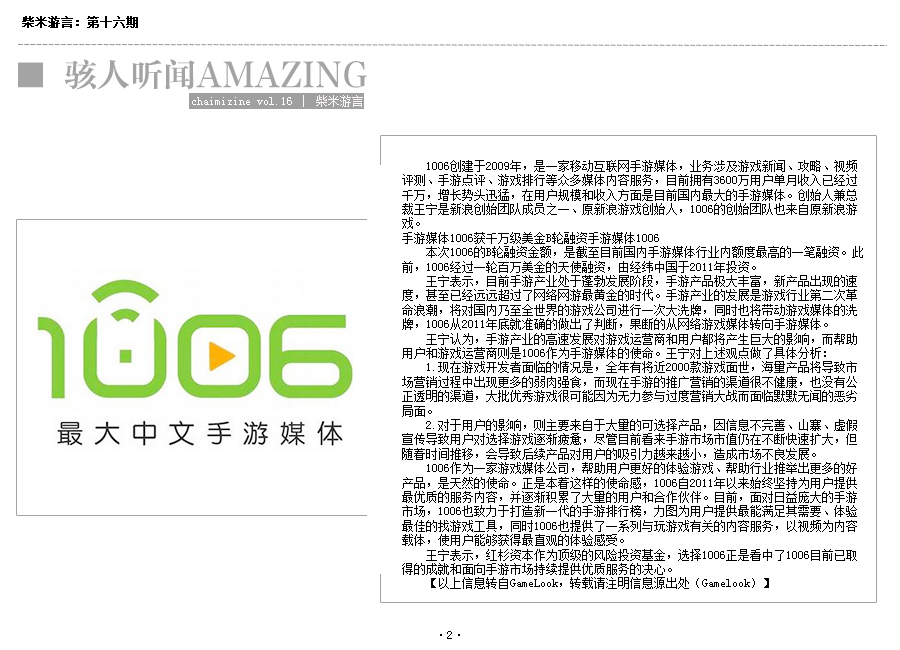 柴米游言：第十六期
骇人听闻AMAZING
chaimizine vol.16 | 柴米游言
1006
最大中文手游媒体
1006创建于2009年，是一家移动互联网手游媒体，业务涉及游戏新闻、攻略、视频
评测、手游点评、游戏排行等众多媒体内容服务，目前拥有3600万用户单月收入已经过
千万，增长势头迅猛，在用户规模和收入方面是目前国内最大的手游媒体。创始人兼总
裁王宁是新浪创始团队成员之一、原新浪游戏创始人，1006的创始团队也来自原新浪游
戏。
手游媒体1006获千万级美金B轮融资手游媒体1006
本次1006的B轮融资金额，是截至目前国内手游媒体行业内额度最高的一笔融资。此
前，1006经过一轮百万美金的天使融资，由经纬中国于2011年投资。
王宁表示，目前手游产业处于蓬勃发展阶段，手游产品极大丰富，新产品出现的速
度，甚至已经远远超过了网络网游最黄金的时代。手游产业的发展是游戏行业第二次革
命浪潮，将对国内乃至全世界的游戏公司进行一次大洗牌，同时也将带动游戏媒体的洗
牌，1006从2011年底就准确的做出了判断，果断的从网络游戏媒体转向手游媒体。
王宁认为，手游产业的高速发展对游戏运营商和用户都将产生巨大的影响，而帮助
用户和游戏运营商则是1006作为手游媒体的使命。王宁对上述观点做了具体分析：
1.现在游戏开发者面临的情况是，全年有将近2000款游戏面世，海量产品将导致市
场营销过程中出现更多的弱肉强食，而现在手游的推广营销的渠道很不健康，也没有公
正透明的渠道，大批优秀游戏很可能因为无力参与过度营销大战而面临默默无闻的恶劣
局面。
2.对于用户的影响，则主要来自于大量的可选择产品，因信息不完善、山寨、虚假
宣传导致用户对选择游戏逐渐疲惫，尽管目前看来手游市场市值仍在不断快速扩大，但
随着时间推移，会导致后续产品对用户的吸引力越来越小，造成市场不良发展。
1006作为一家游戏媒体公司，帮助用户更好的体验游戏、帮助行业推举出更多的好
产品，是天然的使命。正是本着这样的使命感，1006自2011年以来始终坚持为用户提供
最优质的服务内容，并逐渐积累了大量的用户和合作伙伴。目前，面对日益庞大的手游
市场，1006也致力于打造新一代的手游排行榜，力图为用户提供最能满足其需要、体验
最佳的找游戏工具，同时1006也提供了一系列与玩游戏有关的内容服务，以视频为内容
载体，使用户能够获得最直观的体验感受。
王宁表示，红杉资本作为顶级的风险投资基金，选择1006正是看中了1006目前已取
得的成就和面向手游市场持续提供优质服务的决心。
【以上信息转自GameLook，转载请注明信息源出处（Gamelook）】
·2·